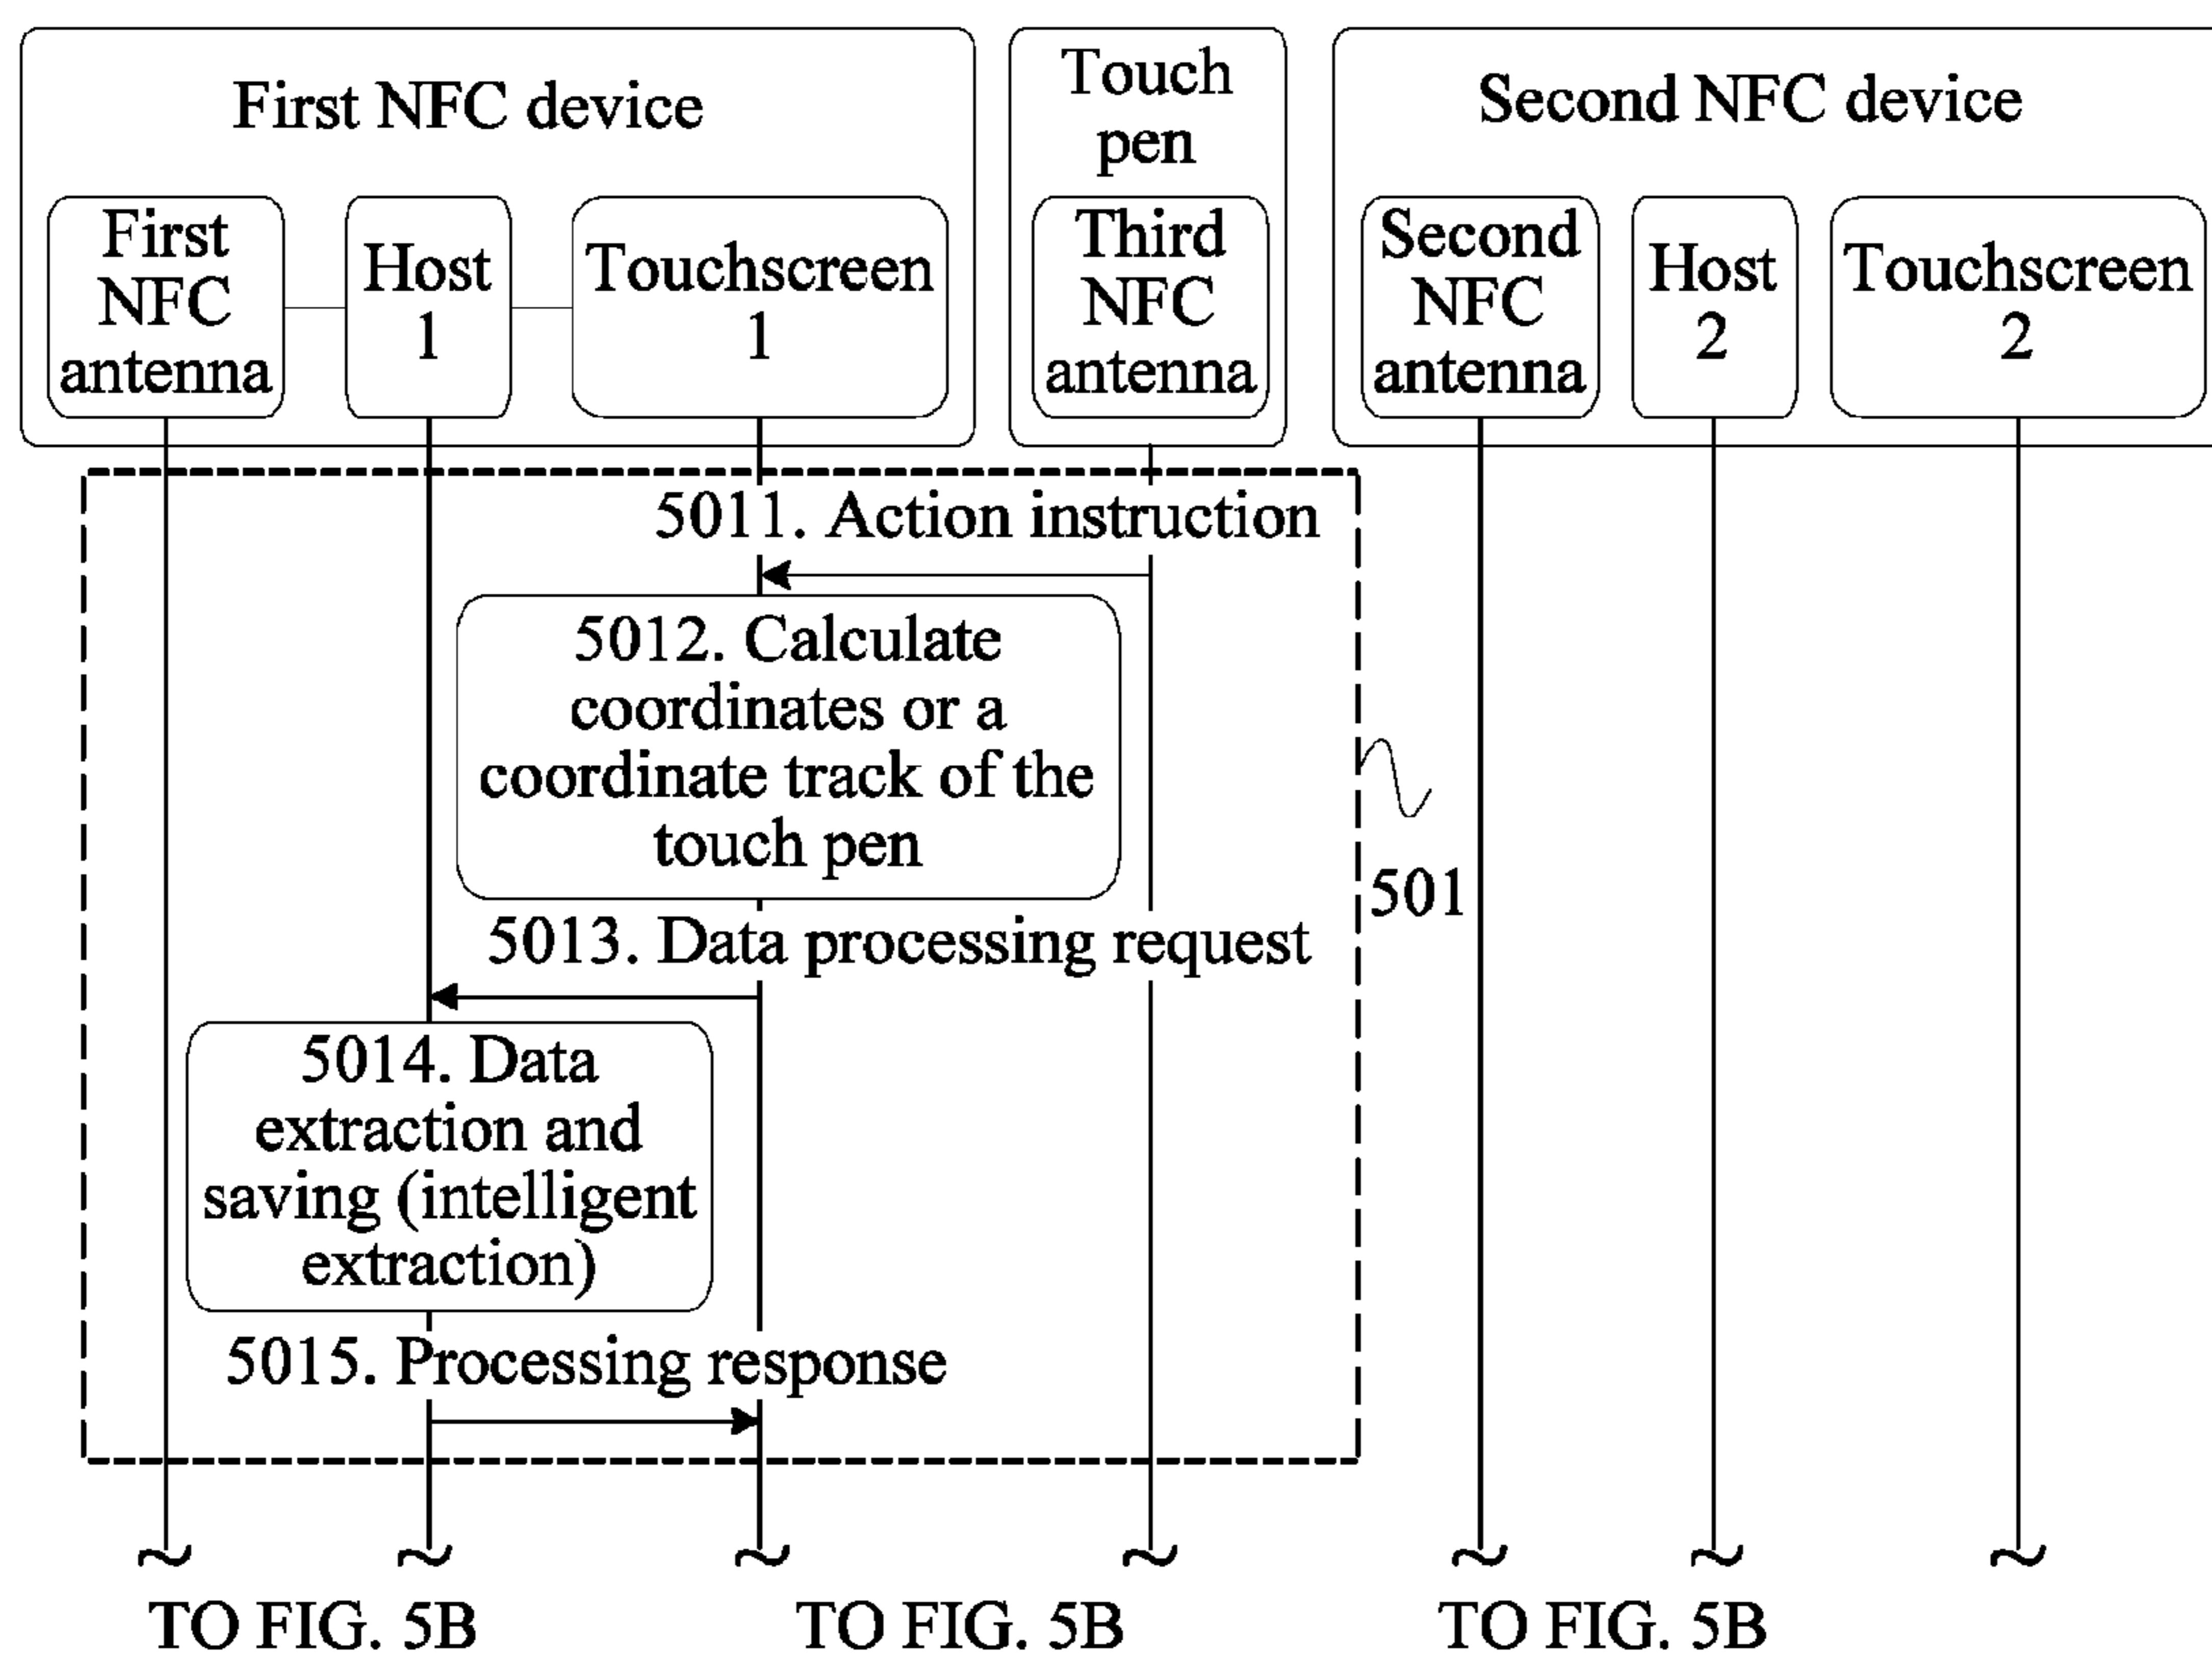 First NFC device
Touch
pen
Second NFC device
First
NFC
antenna
Host
1
Touchscreen
1
Third
NFC
antenna
Second
NFC
antenna
Host
2
Touchscreen
2
5011. Action instruction
5012. Calculate
coordinates or a
coordinate track of the
touch pen
501
5013. Data processing request
5014. Data
extraction and
saving (intelligent
extraction)
5015. Processing response
TO FIG. 5B
TO FIG. 5B
TO FIG. 5B